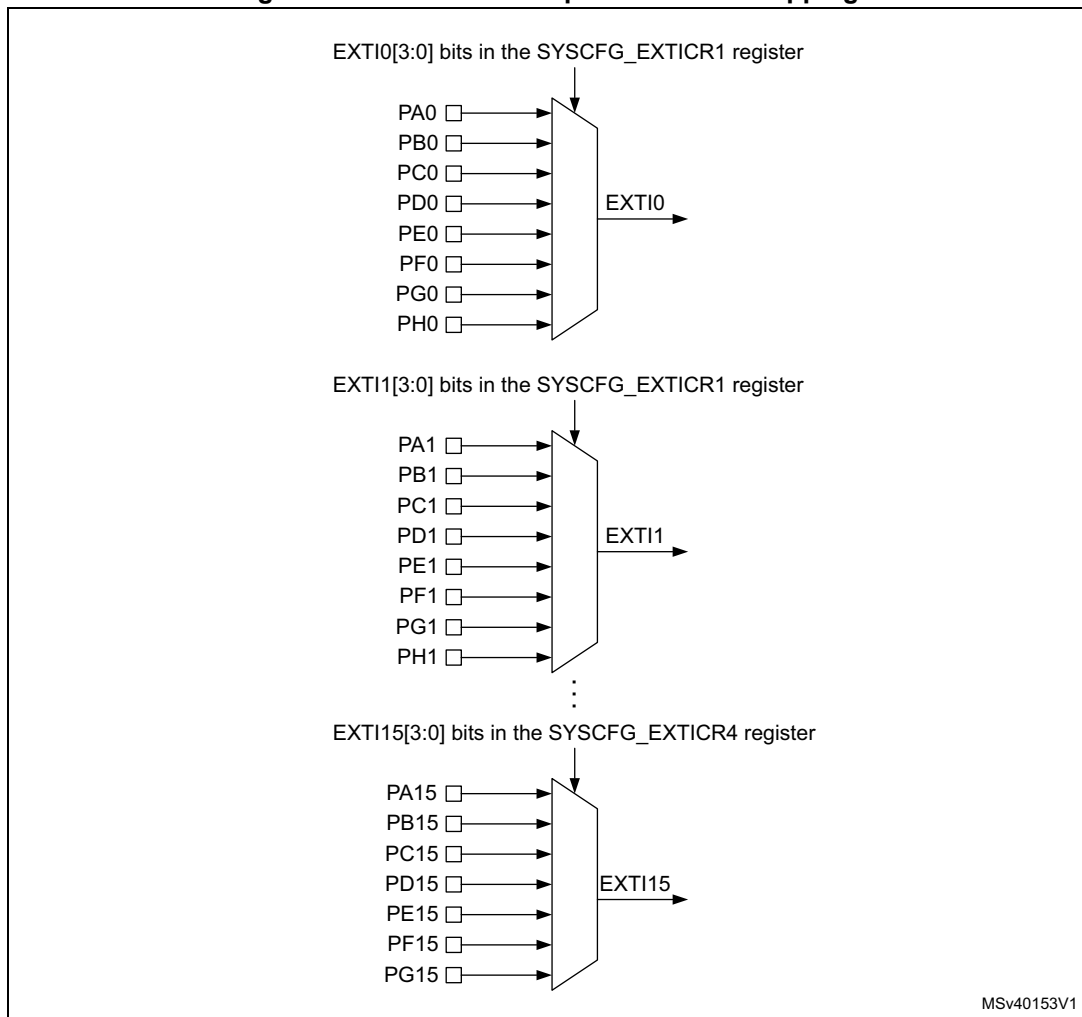 EXTI0[3:0] bits in the SYSCFG_EXTICR1 register
PA0
PB0
PC0
PD0
EXTI0
PE0
PF0
PG0
PH0
EXTI1[3:0] bits in the SYSCFG_EXTICR1 register
PA1
PB1
PC1
PD1
EXTI1
PE1
PF1
PG1
PH1
EXTI15[3:0] bits in the SYSCFG_EXTICR4 register
PA15
PB15
PC15
PD15
EXTI15
PE15
PF15
PG15
MSv40153V1